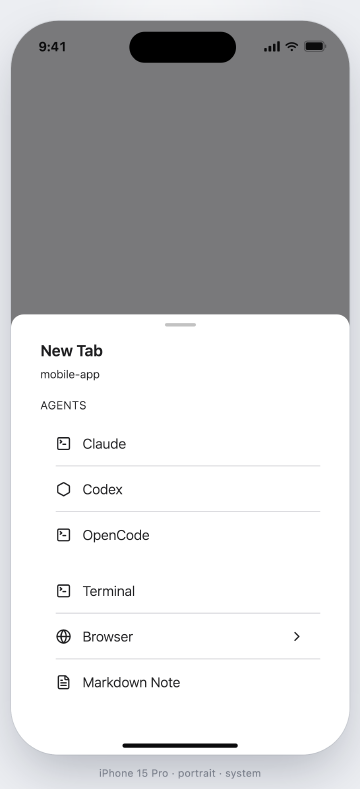 9:41
New Tab
mobile-app
AGENTS
Claude
Codex
OpenCode
Terminal
Browser
Markdown Note
iPhone 15 Pro · portrait · system